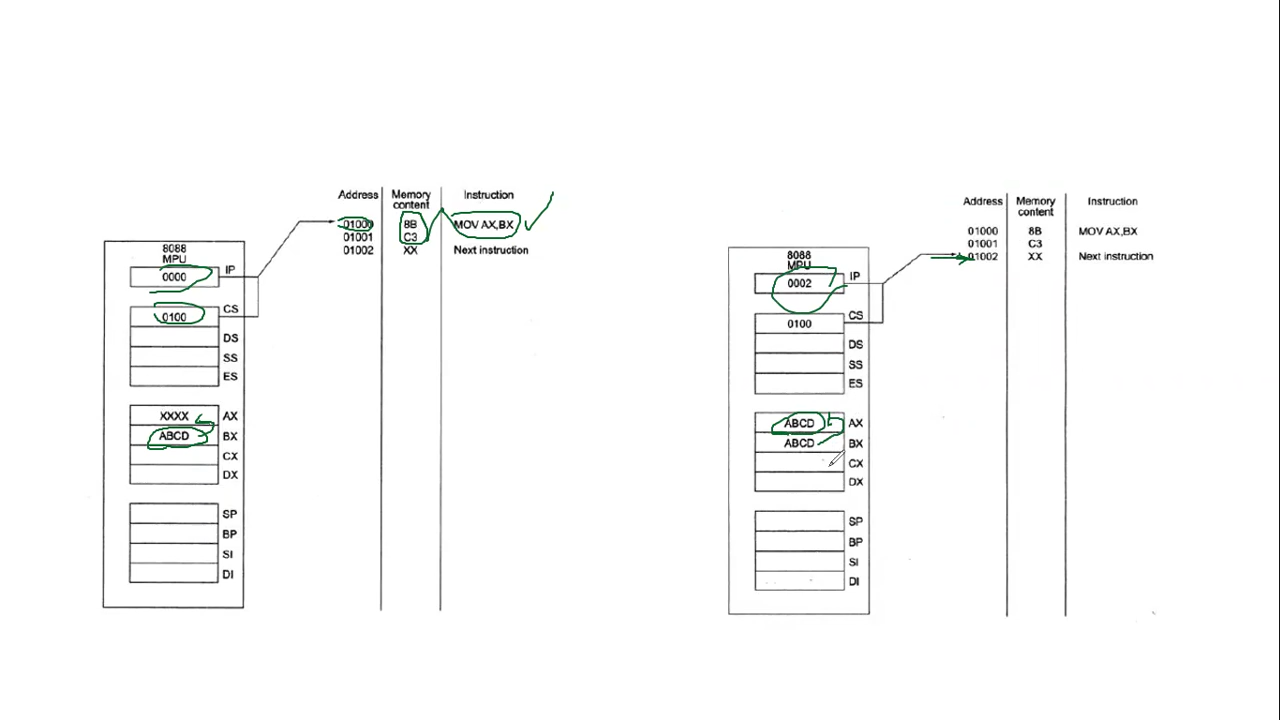 Address Memory content Instruction
01000 8B MOV AX,BX
01001 C3
01002 XX Next instruction
8088
MPU
0000 IP
0100 CS
DS
SS
ES
XXXX AX
ABCD BX
CX
DX
SP
BP
SI
DI
Address Memory content Instruction
01000 8B MOV AX,BX
01001 C3
01002 XX Next instruction
8088
MPU
0002 IP
0100 CS
DS
SS
ES
ABCD AX
ABCD BX
CX
DX
SP
BP
SI
DI